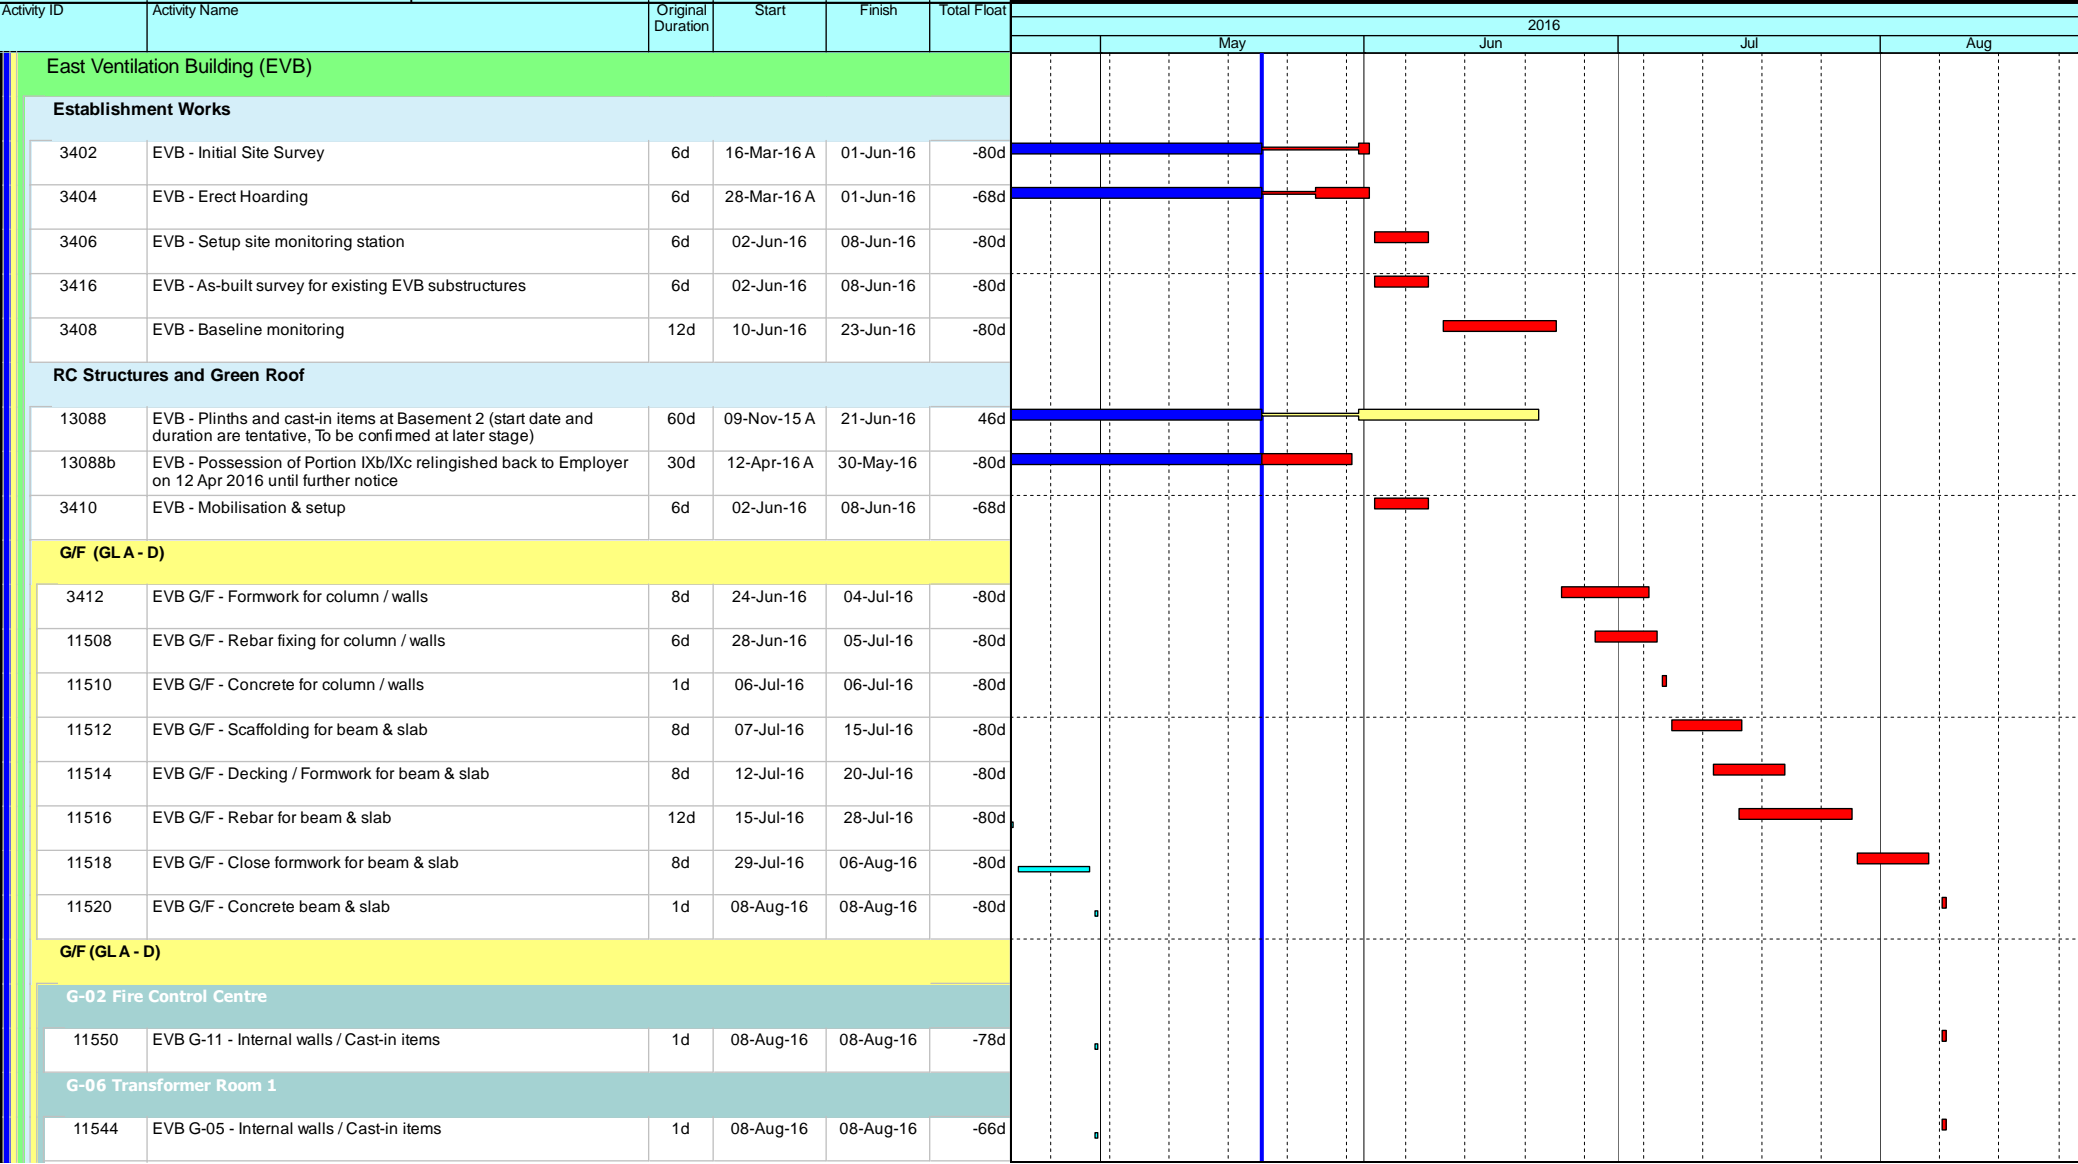 Activity ID Activity Name Original Duration Start Finish Total Float
2016
May Jun Jul Aug
East Ventilation Building (EVB)
Establishment Works
3402 EVB - Initial Site Survey 6d 16-Mar-16 A 01-Jun-16 -80d
3404 EVB - Erect Hoarding 6d 28-Mar-16 A 01-Jun-16 -68d
3406 EVB - Setup site monitoring station 6d 02-Jun-16 08-Jun-16 -80d
3416 EVB - As-built survey for existing EVB substructures 6d 02-Jun-16 08-Jun-16 -80d
3408 EVB - Baseline monitoring 12d 10-Jun-16 23-Jun-16 -80d
RC Structures and Green Roof
13088 EVB - Plinths and cast-in items at Basement 2 (start date and 60d 09-Nov-15 A 21-Jun-16 46d
duration are tentative, To be confirmed at later stage)
13088b EVB - Possession of Portion IXb/IXc relingished back to Employer 30d 12-Apr-16 A 30-May-16 -80d
on 12 Apr 2016 until further notice
3410 EVB - Mobilisation & setup 6d 02-Jun-16 08-Jun-16 -68d
G/F (GL A - D)
3412 EVB G/F - Formwork for column / walls 8d 24-Jun-16 04-Jul-16 -80d
11508 EVB G/F - Rebar fixing for column / walls 6d 28-Jun-16 05-Jul-16 -80d
11510 EVB G/F - Concrete for column / walls 1d 06-Jul-16 06-Jul-16 -80d
11512 EVB G/F - Scaffolding for beam & slab 8d 07-Jul-16 15-Jul-16 -80d
11514 EVB G/F - Decking / Formwork for beam & slab 8d 12-Jul-16 20-Jul-16 -80d
11516 EVB G/F - Rebar for beam & slab 12d 15-Jul-16 28-Jul-16 -80d
11518 EVB G/F - Close formwork for beam & slab 8d 29-Jul-16 06-Aug-16 -80d
11520 EVB G/F - Concrete beam & slab 1d 08-Aug-16 08-Aug-16 -80d
G/F (GL A - D)
G-02 Fire Control Centre
11550 EVB G-11 - Internal walls / Cast-in items 1d 08-Aug-16 08-Aug-16 -78d
G-06 Transformer Room 1
11544 EVB G-05 - Internal walls / Cast-in items 1d 08-Aug-16 08-Aug-16 -66d